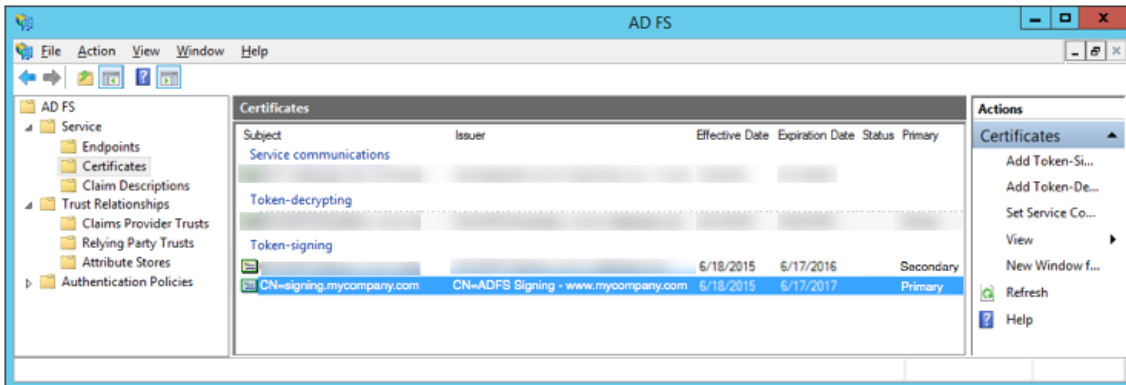 AD FS
File Action View Window Help
AD FS
Service
Endpoints
Certificates
Claim Descriptions
Trust Relationships
Claims Provider Trusts
Relying Party Trusts
Attribute Stores
Authentication Policies
Certificates
Subject Issuer Effective Date Expiration Date Status Primary
Service communications
Token-decrypting
Token-signing
6/18/2015 6/17/2016 Secondary
CN=signing.mycompany.com CN=ADFS Signing - www.mycompany.com 6/18/2015 6/17/2017 Primary
Actions
Certificates
Add Token-Si...
Add Token-De...
Set Service Co...
View
New Window f...
Refresh
Help